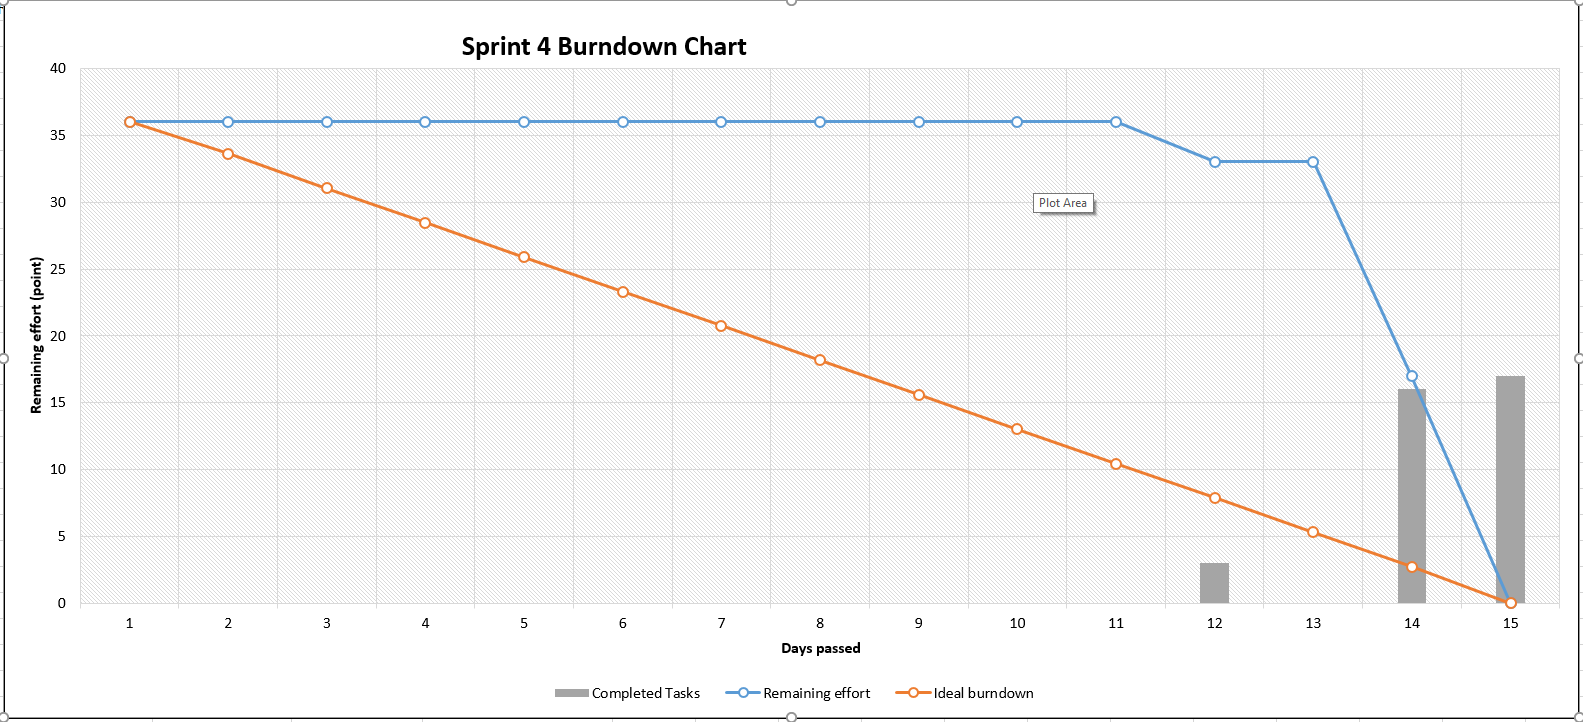 Sprint 4 Burndown Chart
40
35
30
25
20
15
10
5
0
Remaining effort (point)
Plot Area
1 2 3 4 5 6 7 8 9 10 11 12 13 14 15
Days passed
Completed Tasks Remaining effort Ideal burndown